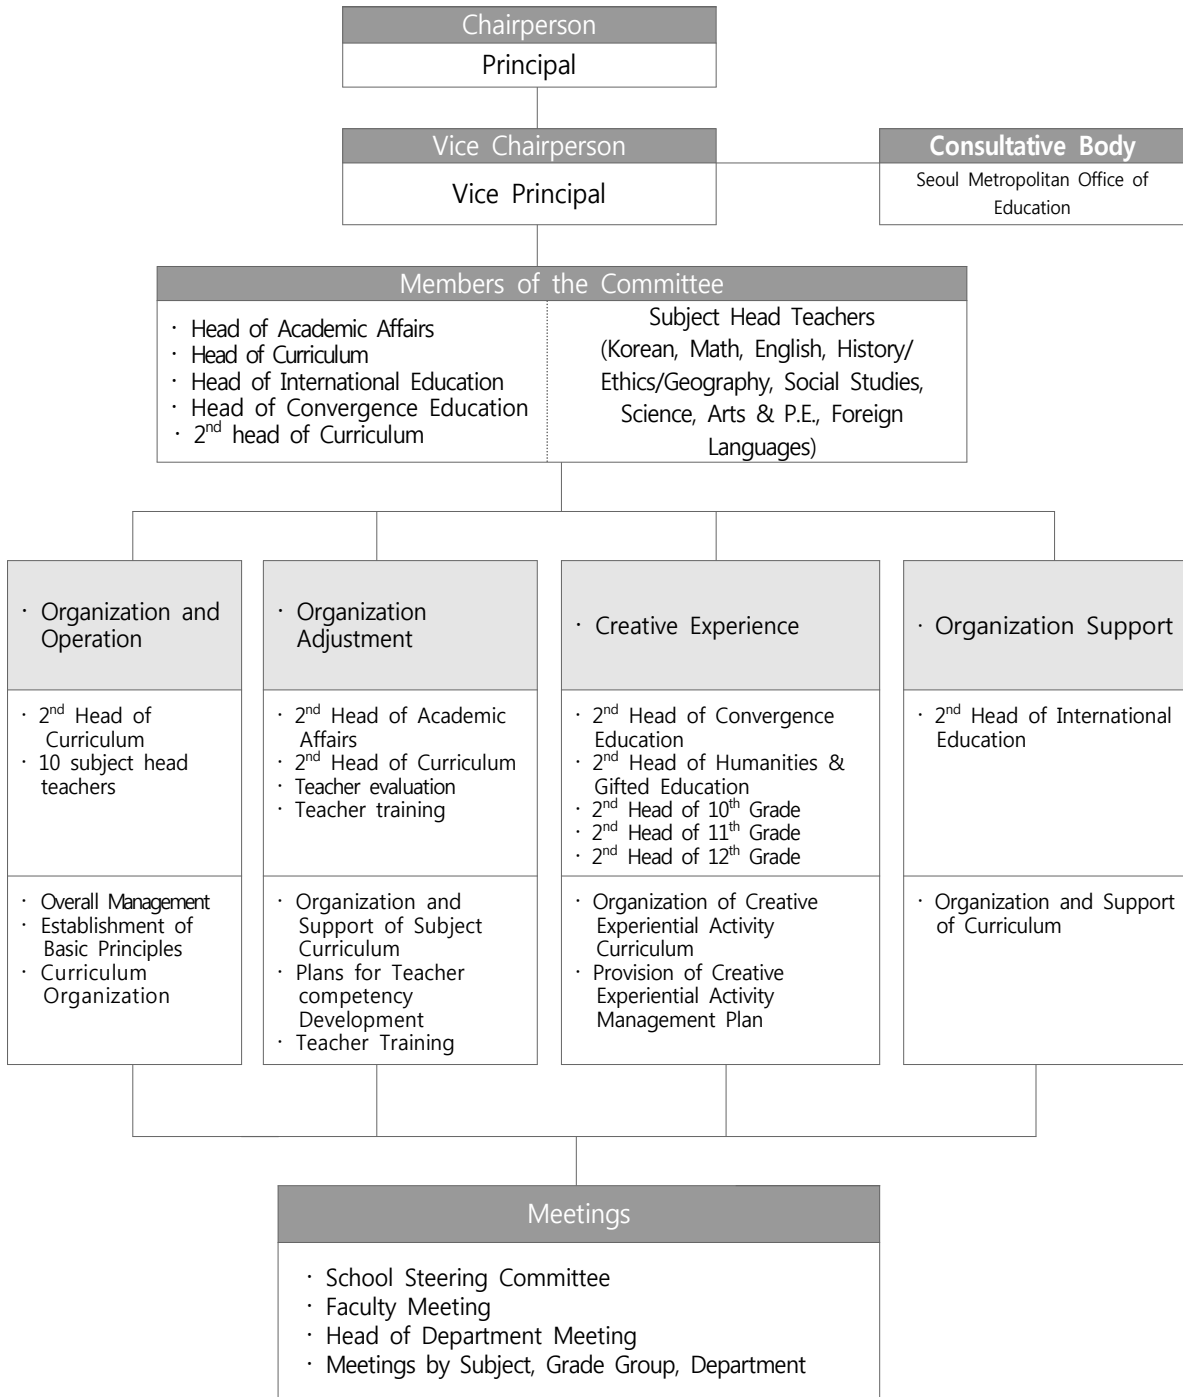 Chairperson
Principal
Vice Chairperson
Vice Principal
Consultative Body
Seoul Metropolitan Office of
Education
Members of the Committee
· Head of Academic Affairs
· Head of Curriculum
· Head of International Education
· Head of Convergence Education
· 2nd head of Curriculum
Subject Head Teachers
(Korean, Math, English, History/
Ethics/Geography, Social Studies,
Science, Arts & P.E., Foreign
Languages)
· Organization and
Operation
· 2nd Head of
Curriculum
· 10 subject head
teachers
· Overall Management
· Establishment of
Basic Principles
· Curriculum
Organization
· Organization
Adjustment
· 2nd Head of Academic
Affairs
· 2nd Head of Curriculum
· Teacher evaluation
· Teacher training
· Organization and
Support of Subject
Curriculum
· Plans for Teacher
competency
Development
· Teacher Training
· Creative Experience
· 2nd Head of Convergence
Education
· 2nd Head of Humanities &
Gifted Education
· 2nd Head of 10th Grade
· 2nd Head of 11th Grade
· 2nd Head of 12th Grade
· Organization of Creative
Experiential Activity
Curriculum
· Provision of Creative
Experiential Activity
Management Plan
· Organization Support
· 2nd Head of International
Education
· Organization and Support
of Curriculum
Meetings
· School Steering Committee
· Faculty Meeting
· Head of Department Meeting
· Meetings by Subject, Grade Group, Department